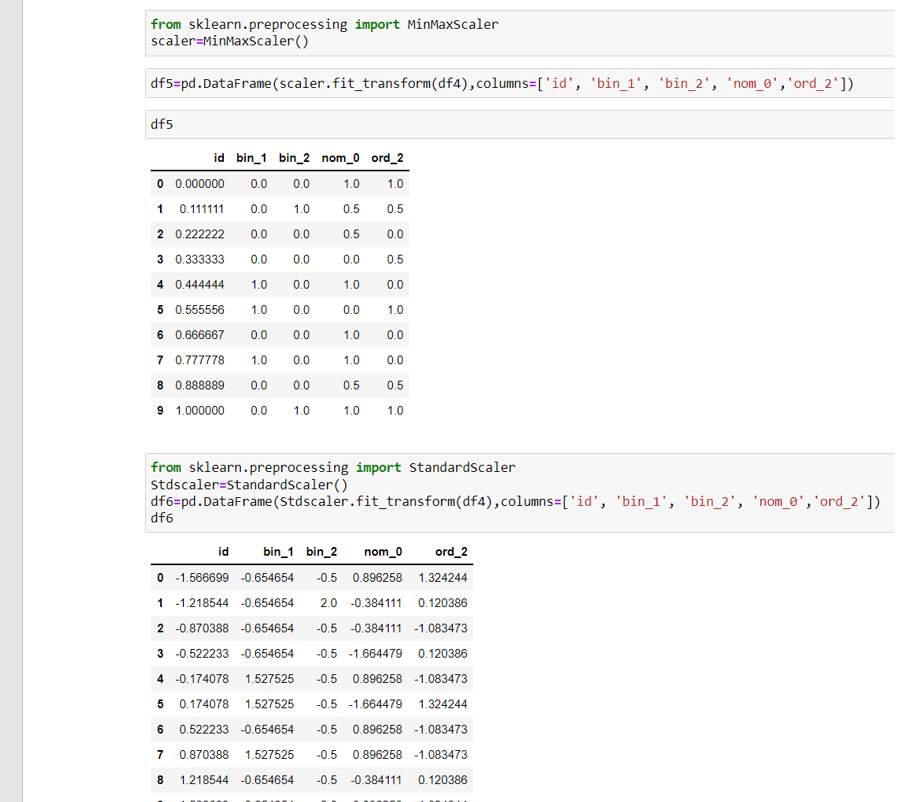 from sklearn.preprocessing import MinMaxScaler
scaler=MinMaxScaler()
df5=pd.DataFrame(scaler.fit_transform(df4),columns=['id', 'bin_1', 'bin_2', 'nom_0','ord_2'])
df5
id bin_1 bin_2 nom_0 ord_2
0 0.000000 0.0 0.0 1.0 1.0
1 0.111111 0.0 1.0 0.5 0.5
2 0.222222 0.0 0.0 0.5 0.0
3 0.333333 0.0 0.0 0.0 0.5
4 0.444444 1.0 0.0 1.0 0.0
5 0.555556 1.0 0.0 0.0 1.0
6 0.666667 0.0 0.0 1.0 0.0
7 0.777778 1.0 0.0 1.0 0.0
8 0.888889 0.0 0.0 0.5 0.5
9 1.000000 0.0 1.0 1.0 1.0
from sklearn.preprocessing import StandardScaler
Stdscaler=StandardScaler()
df6=pd.DataFrame(Stdscaler.fit_transform(df4),columns=['id', 'bin_1', 'bin_2', 'nom_0','ord_2'])
df6
id bin_1 bin_2 nom_0 ord_2
0 -1.566699 -0.654654 -0.5 0.896258 1.324244
1 -1.218544 -0.654654 2.0 -0.384111 0.120386
2 -0.870388 -0.654654 -0.5 -0.384111 -1.083473
3 -0.522233 -0.654654 -0.5 -1.664479 0.120386
4 -0.174078 1.527525 -0.5 0.896258 -1.083473
5 0.174078 1.527525 -0.5 -1.664479 1.324244
6 0.522233 -0.654654 -0.5 0.896258 -1.083473
7 0.870388 1.527525 -0.5 0.896258 -1.083473
8 1.218544 -0.654654 -0.5 -0.384111 0.120386